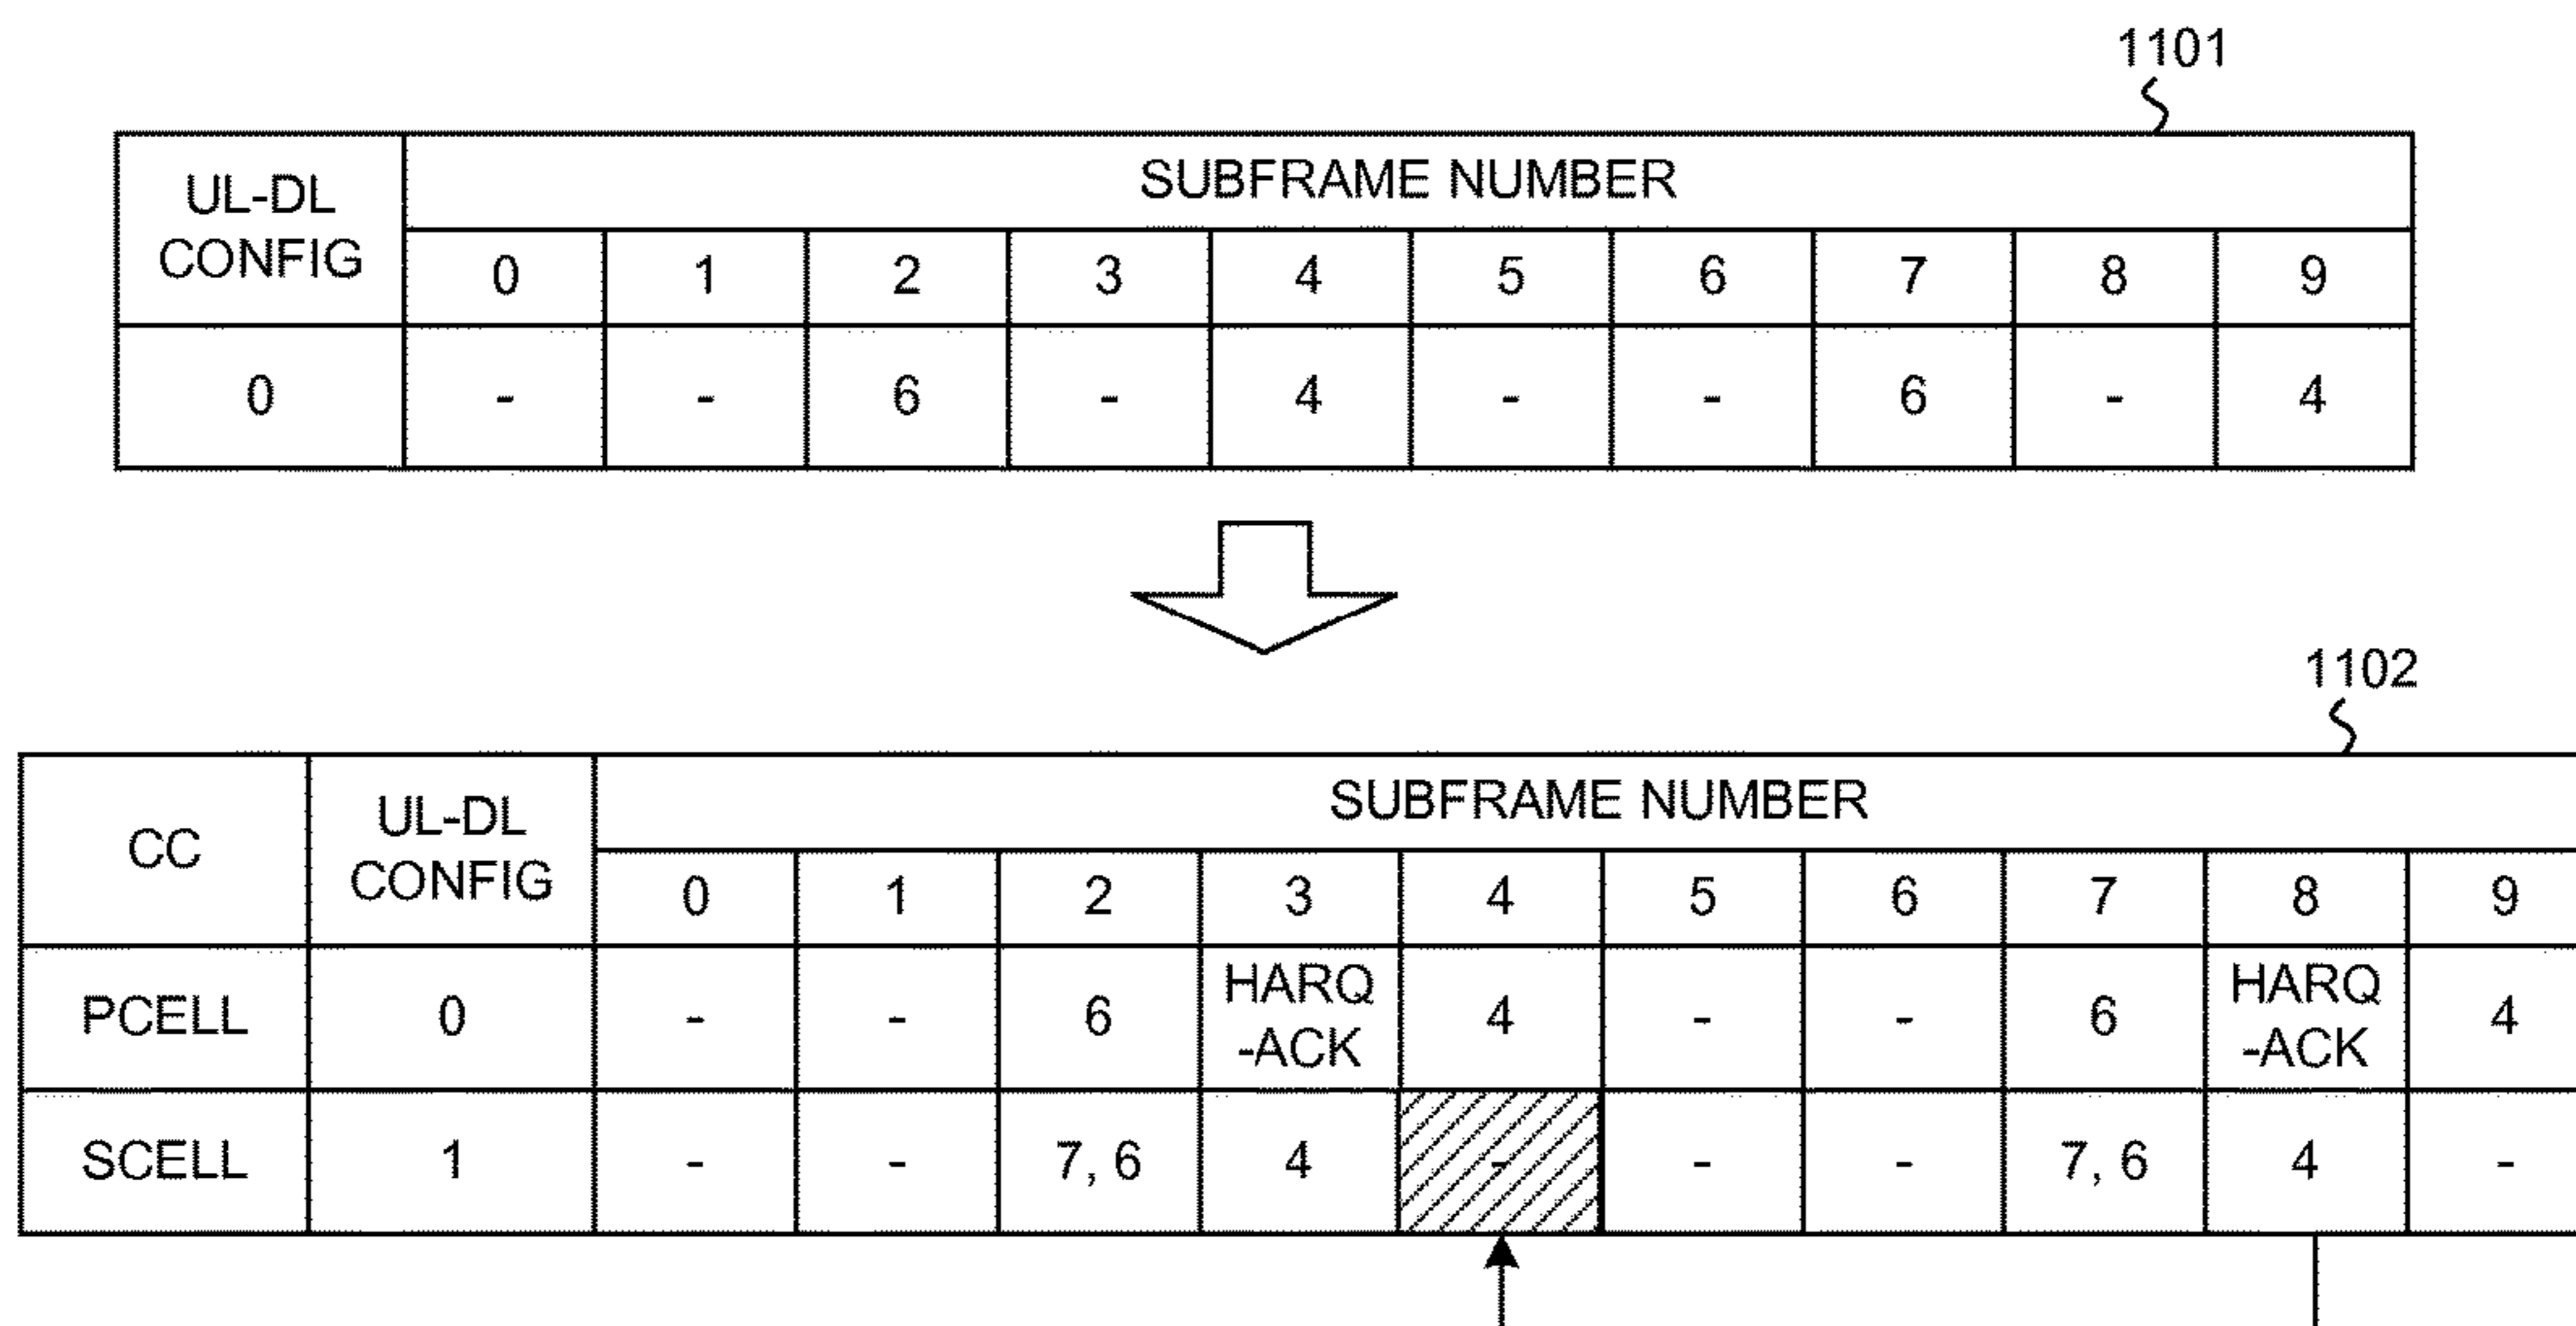 1101
UL-DL
CONFIG
SUBFRAME NUMBER
0 1 2 3 4 5 6 7 8 9
0 - - 6 - 4 - - 6 - 4
1102
CC
UL-DL
CONFIG
SUBFRAME NUMBER
0 1 2 3 4 5 6 7 8 9
PCELL 0 - - 6 HARQ
-ACK 4 - - 6 HARQ
-ACK 4
SCELL 1 - - 7, 6 4 - - - 7, 6 4 -